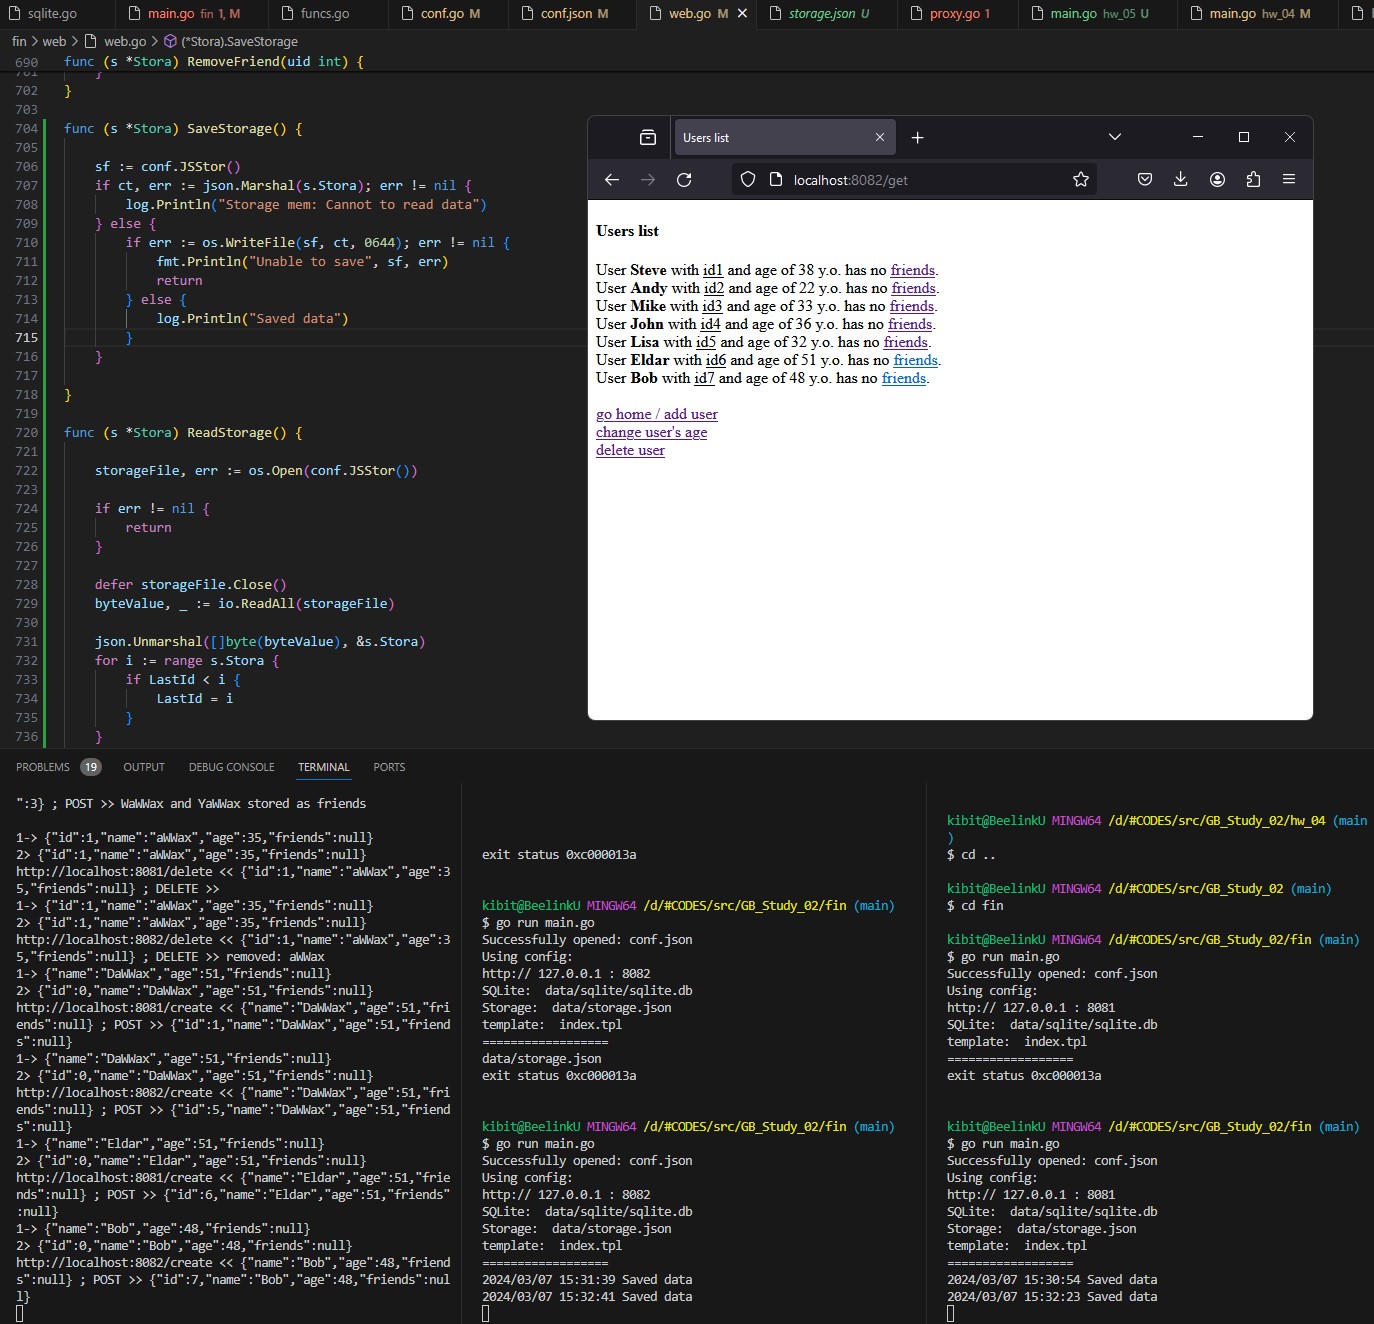 sqlite.go
main.go fin 1, M
funcs.go
conf.go M
conf.json M
web.go M
storage.json U
proxy.go 1
main.go hw_05 U
main.go hw_04 M
fin > web > web.go > (*Stora).SaveStorage
690 func (s *Stora) RemoveFriend(uid int) {
701 }
702 }
703
704 func (s *Stora) SaveStorage() {
705
706 sf := conf.JSStor()
707 if ct, err := json.Marshal(s.Stora); err != nil {
708 log.Println("Storage mem: Cannot to read data")
709 } else {
710 if err := os.WriteFile(sf, ct, 0644); err != nil {
711 fmt.Println("Unable to save", sf, err)
712 return
713 } else {
714 log.Println("Saved data")
715 }
716 }
717
718 }
719
720 func (s *Stora) ReadStorage() {
721
722 storageFile, err := os.Open(conf.JSStor())
723
724 if err != nil {
725 return
726 }
727
728 defer storageFile.Close()
729 byteValue, _ := io.ReadAll(storageFile)
730
731 json.Unmarshal([]byte(byteValue), &s.Stora)
732 for i := range s.Stora {
733 if LastId < i {
734 LastId = i
735 }
736 }
Users list
localhost:8082/get
Users list
User Steve with id1 and age of 38 y.o. has no friends.
User Andy with id2 and age of 22 y.o. has no friends.
User Mike with id3 and age of 33 y.o. has no friends.
User John with id4 and age of 36 y.o. has no friends.
User Lisa with id5 and age of 32 y.o. has no friends.
User Eldar with id6 and age of 51 y.o. has no friends.
User Bob with id7 and age of 48 y.o. has no friends.
go home / add user
change user's age
delete user
PROBLEMS 19 OUTPUT DEBUG CONSOLE TERMINAL PORTS
":3} ; POST >> WaWWax and YaWWax stored as friends
1-> {"id":1,"name":"aWWax","age":35,"friends":null}
2> {"id":1,"name":"aWWax","age":35,"friends":null}
http://localhost:8081/delete << {"id":1,"name":"aWWax","age":3
5,"friends":null} ; DELETE >>
1-> {"id":1,"name":"aWWax","age":35,"friends":null}
2> {"id":1,"name":"aWWax","age":35,"friends":null}
http://localhost:8082/delete << {"id":1,"name":"aWWax","age":3
5,"friends":null} ; DELETE >> removed: aWWax
1-> {"name":"DaWWax","age":51,"friends":null}
2> {"id":0,"name":"DaWWax","age":51,"friends":null}
http://localhost:8081/create << {"name":"DaWWax","age":51,"fri
ends":null} ; POST >> {"id":1,"name":"DaWWax","age":51,"friend
s":null}
1-> {"name":"DaWWax","age":51,"friends":null}
2> {"id":0,"name":"DaWWax","age":51,"friends":null}
http://localhost:8082/create << {"name":"DaWWax","age":51,"fri
ends":null} ; POST >> {"id":5,"name":"DaWWax","age":51,"friend
s":null}
1-> {"name":"Eldar","age":51,"friends":null}
2> {"id":0,"name":"Eldar","age":51,"friends":null}
http://localhost:8081/create << {"name":"Eldar","age":51,"frie
nds":null} ; POST >> {"id":6,"name":"Eldar","age":51,"friends"
:null}
1-> {"name":"Bob","age":48,"friends":null}
2> {"id":0,"name":"Bob","age":48,"friends":null}
http://localhost:8082/create << {"name":"Bob","age":48,"friend
s":null} ; POST >> {"id":7,"name":"Bob","age":48,"friends":nul
l}
exit status 0xc000013a
kibit@BeelinkU MINGW64 /d/#CODES/src/GB_Study_02/fin (main)
$ go run main.go
Successfully opened: conf.json
Using config:
http:// 127.0.0.1 : 8082
SQLite: data/sqlite/sqlite.db
Storage: data/storage.json
template: index.tpl
==================
data/storage.json
exit status 0xc000013a
kibit@BeelinkU MINGW64 /d/#CODES/src/GB_Study_02/fin (main)
$ go run main.go
Successfully opened: conf.json
Using config:
http:// 127.0.0.1 : 8082
SQLite: data/sqlite/sqlite.db
Storage: data/storage.json
template: index.tpl
==================
2024/03/07 15:31:39 Saved data
2024/03/07 15:32:41 Saved data
kibit@BeelinkU MINGW64 /d/#CODES/src/GB_Study_02/hw_04 (main
)
$ cd ..
kibit@BeelinkU MINGW64 /d/#CODES/src/GB_Study_02 (main)
$ cd fin
kibit@BeelinkU MINGW64 /d/#CODES/src/GB_Study_02/fin (main)
$ go run main.go
Successfully opened: conf.json
Using config:
http:// 127.0.0.1 : 8081
SQLite: data/sqlite/sqlite.db
template: index.tpl
==================
exit status 0xc000013a
kibit@BeelinkU MINGW64 /d/#CODES/src/GB_Study_02/fin (main)
$ go run main.go
Successfully opened: conf.json
Using config:
http:// 127.0.0.1 : 8081
SQLite: data/sqlite/sqlite.db
Storage: data/storage.json
template: index.tpl
==================
2024/03/07 15:30:54 Saved data
2024/03/07 15:32:23 Saved data